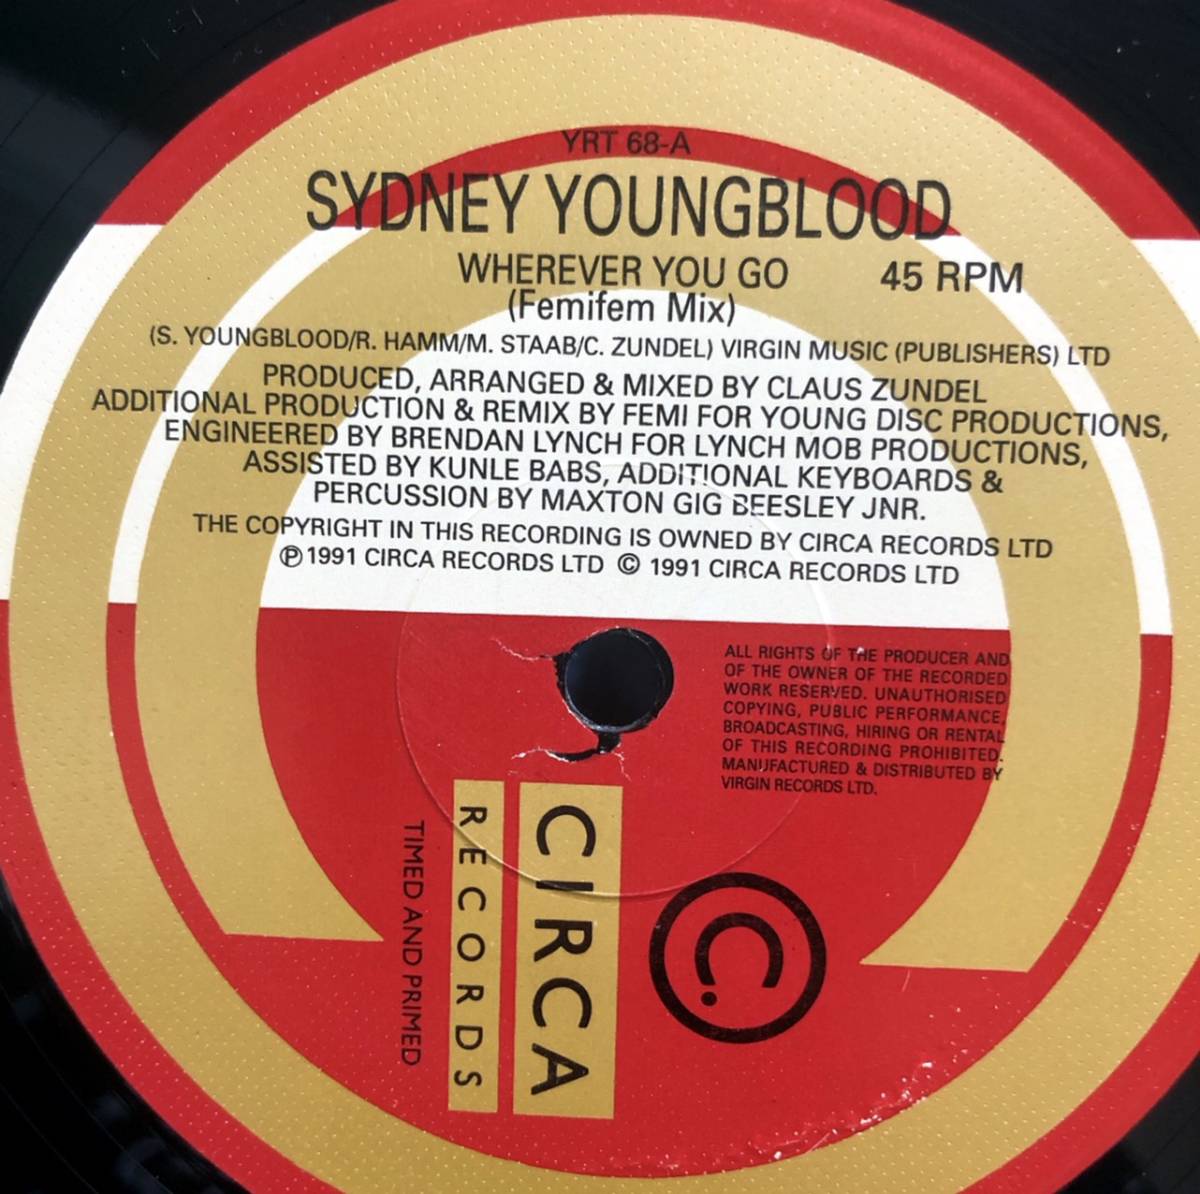 YRT 68-A
SYDNEY YOUNGBLOOD
WHEREVER YOU GO 45 RPM
(Femifem Mix)
(S. YOUNGBLOOD/R. HAMM/M. STAAB/C. ZUNDEL) VIRGIN MUSIC (PUBLISHERS) LTD
PRODUCED, ARRANGED & MIXED BY CLAUS ZUNDEL
ADDITIONAL PRODUCTION & REMIX BY FEMI FOR YOUNG DISC PRODUCTIONS,
ENGINEERED BY BRENDAN LYNCH FOR LYNCH MOB PRODUCTIONS,
ASSISTED BY KUNLE BABS, ADDITIONAL KEYBOARDS &
PERCUSSION BY MAXTON GIG BEESLEY JNR.
THE COPYRIGHT IN THIS RECORDING IS OWNED BY CIRCA RECORDS LTD
℗ 1991 CIRCA RECORDS LTD © 1991 CIRCA RECORDS LTD
ALL RIGHTS OF THE PRODUCER AND
OF THE OWNER OF THE RECORDED
WORK RESERVED. UNAUTHORISED
COPYING, PUBLIC PERFORMANCE,
BROADCASTING, HIRING OR RENTAL
OF THIS RECORDING PROHIBITED.
MANUFACTURED & DISTRIBUTED BY
VIRGIN RECORDS LTD.
C.
CIRCA
RECORDS
TIMED AND PRIMED